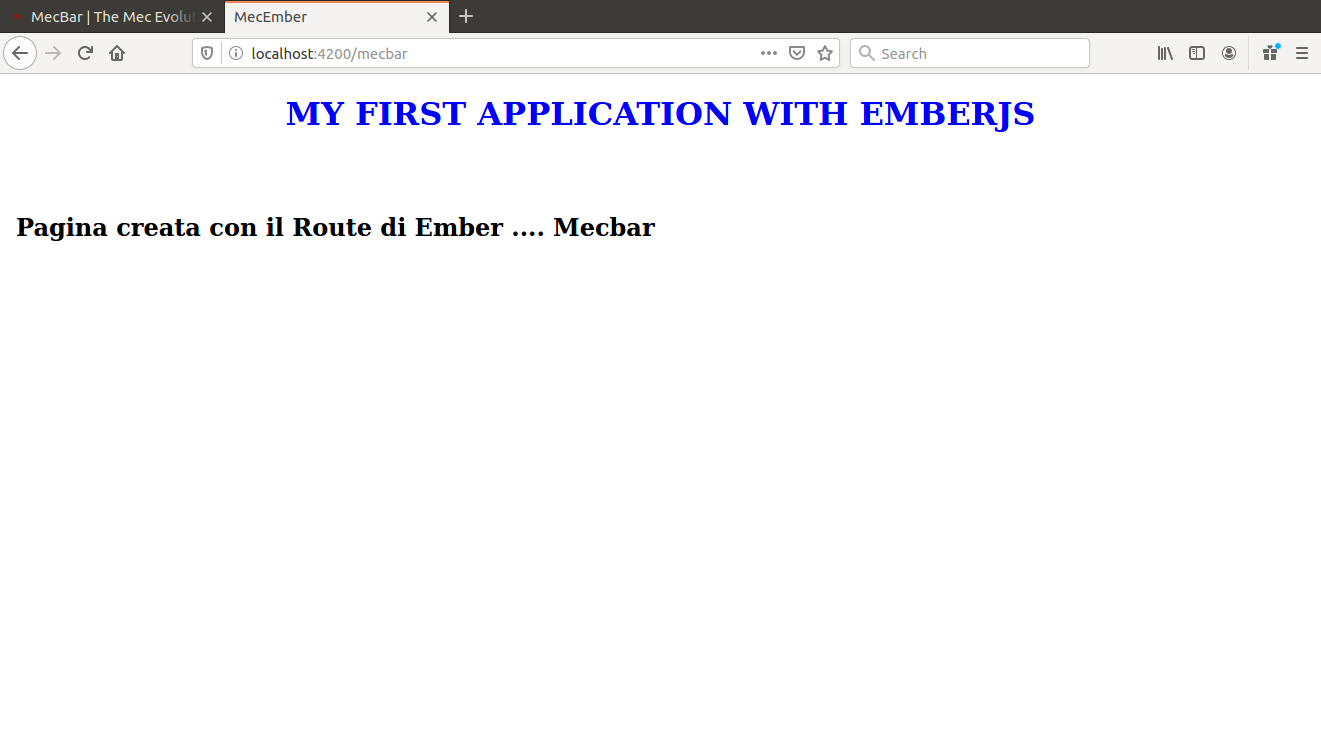 MecBar | The Mec Evolut
MecEmber
localhost:4200/mecbar
Search
MY FIRST APPLICATION WITH EMBERJS
Pagina creata con il Route di Ember .... Mecbar